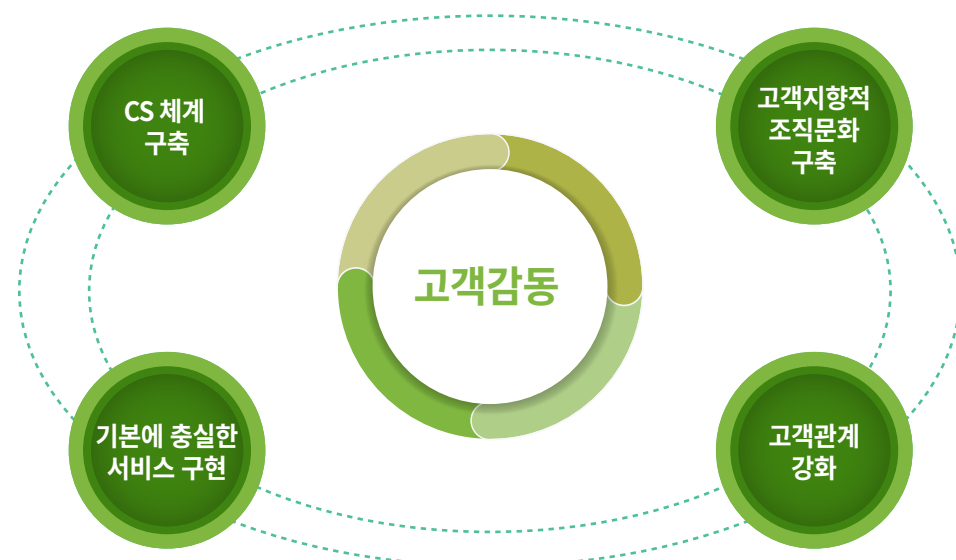 CS 체계
구축
고객지향적
조직문화
구축
고객감동
기본에 충실한
서비스 구현
고객관계
강화